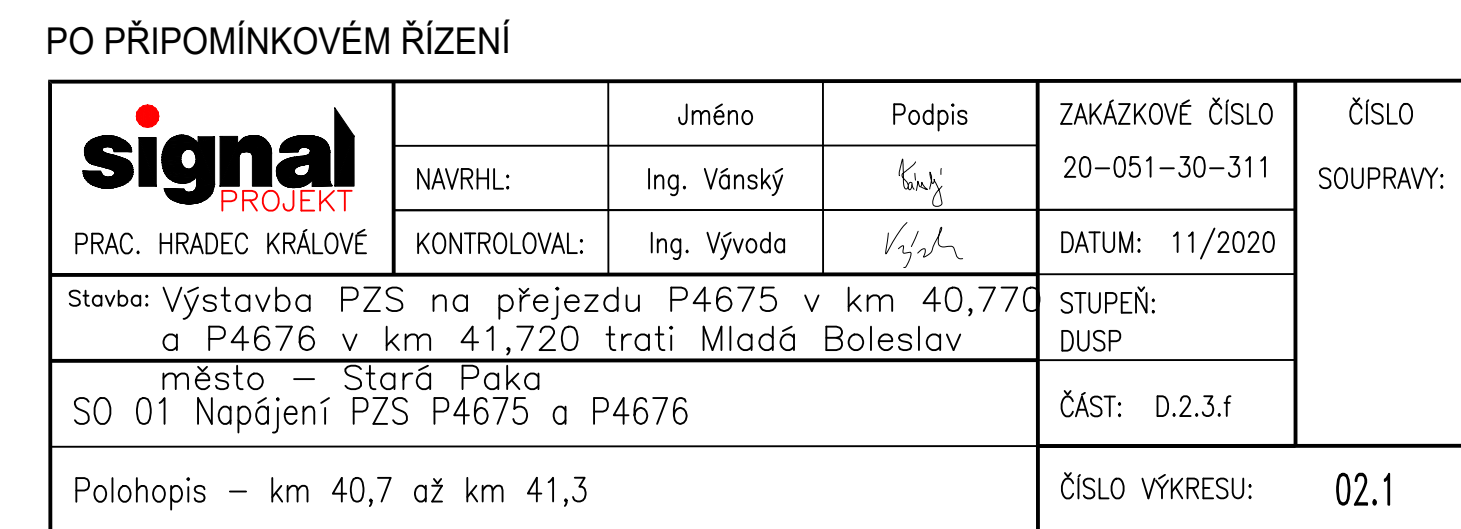 PO PŘIPOMÍNKOVÉM ŘÍZENÍ
signal
PROJEKT
PRAC. HRADEC KRÁLOVÉ
Jméno
Podpis
NAVRHL:
Ing. Vánský
KONTROLOVAL:
Ing. Vývoda
ZAKÁZKOVÉ ČÍSLO
20-051-30-311
DATUM: 11/2020
ČÍSLO
SOUPRAVY:
Stavba: Výstavba PZS na přejezdu P4675 v km 40,770
a P4676 v km 41,720 trati Mladá Boleslav
město – Stará Paka
STUPEŇ:
DUSP
SO 01 Napájení PZS P4675 a P4676
ČÁST: D.2.3.f
Polohopis – km 40,7 až km 41,3
ČÍSLO VÝKRESU: 02.1